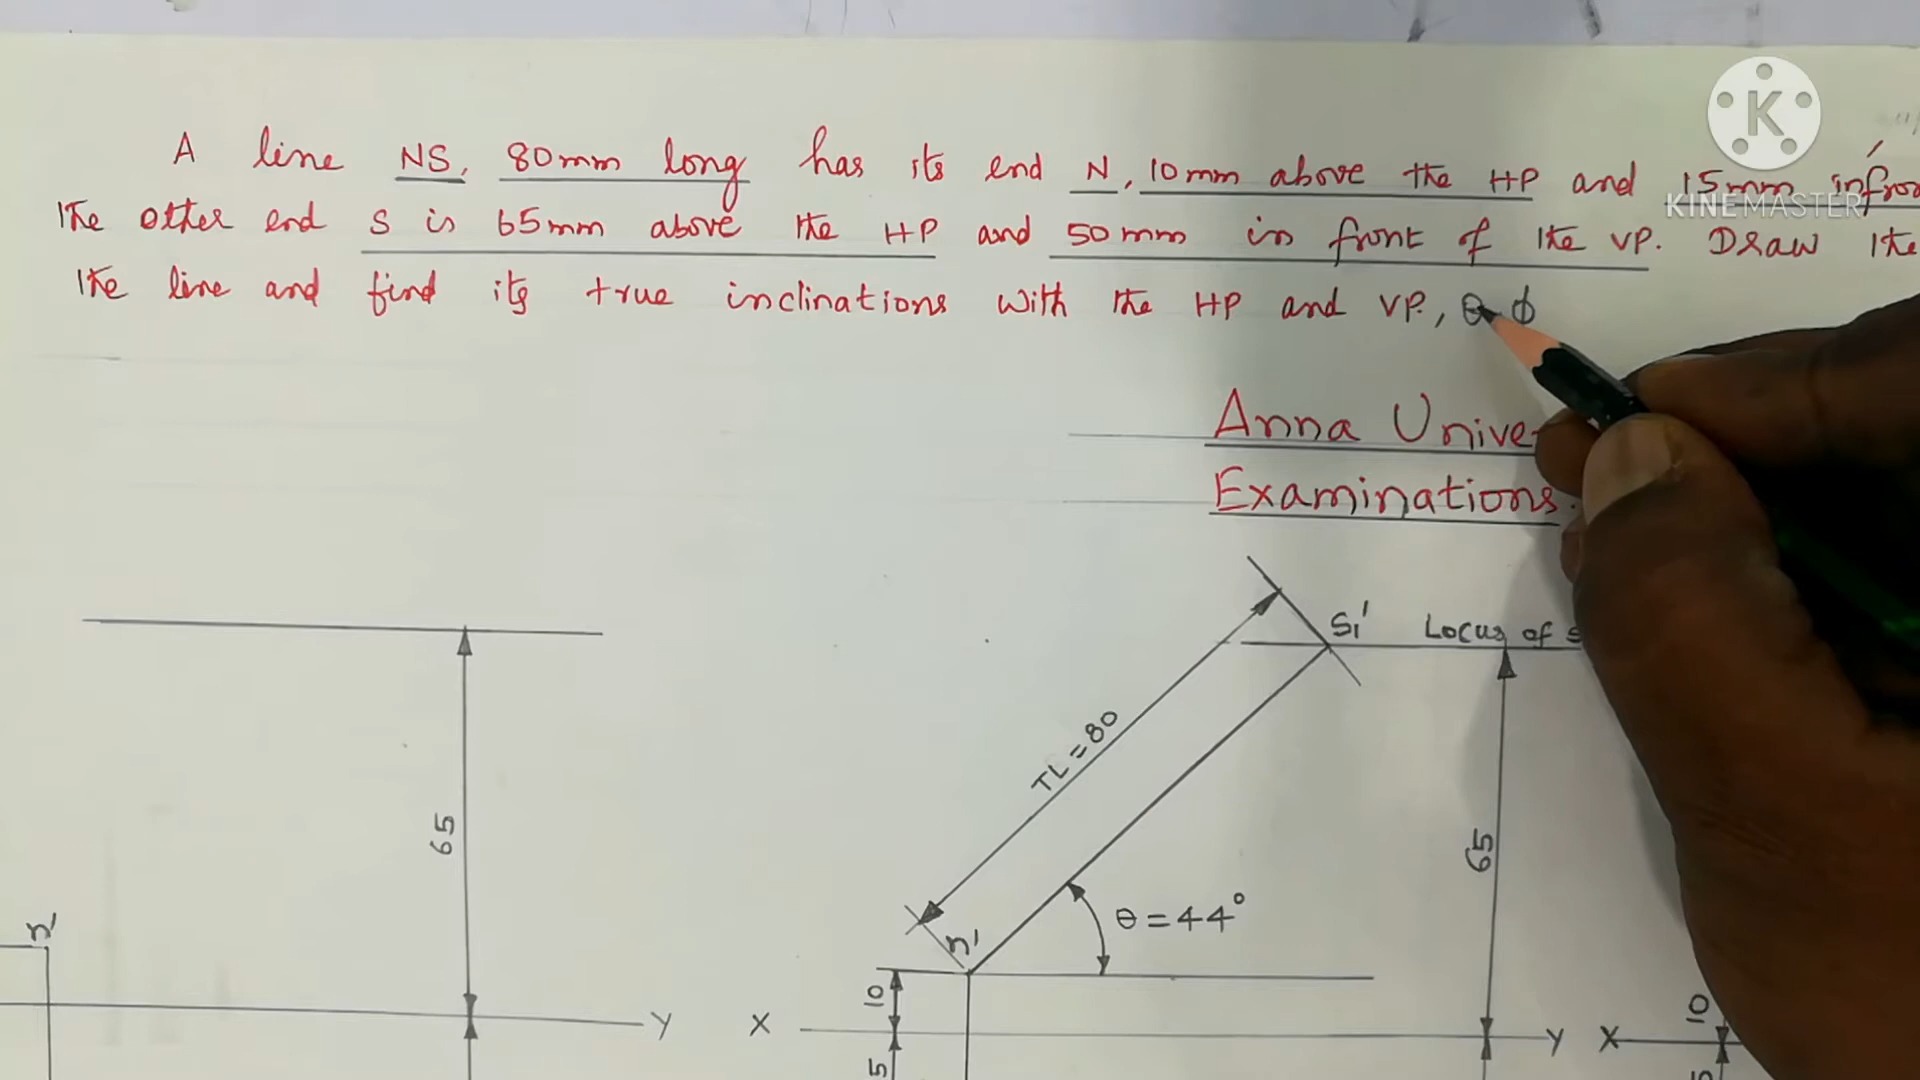 A line NS, 80mm long has its end N, 10mm above the HP and 15mm infro
The other end S is 65mm above the HP and 50mm in front of the VP. Draw the
the line and find its true inclinations with the HP and VP, θ ϕ
Anna Unive
Examinations.
K
KINEMASTER
S₁' Locus of s
TL = 80
65
65
n'
n'
θ = 44°
10
10
X
Y
X
Y
5
5